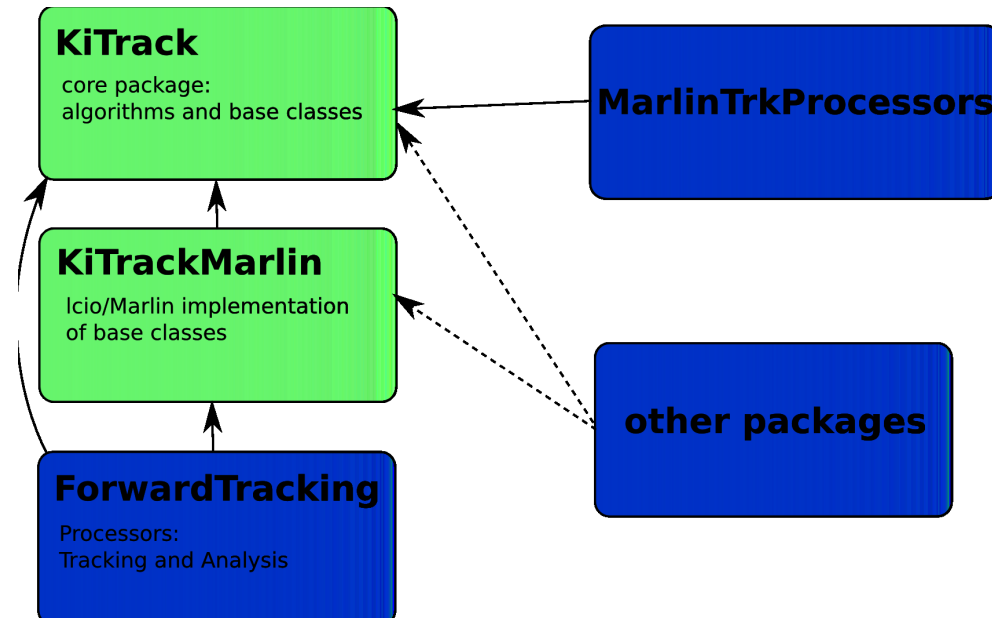 KiTrack
core package:
algorithms and base classes
MarlinTrkProcessors
KiTrackMarlin
lcio/Marlin implementation
of base classes
other packages
ForwardTracking
Processors:
Tracking and Analysis